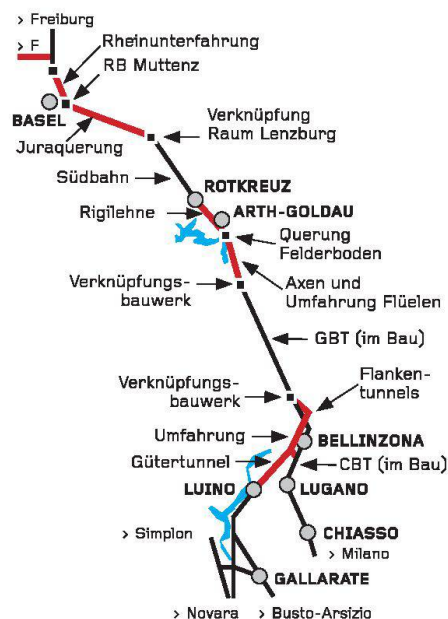 > Freiburg
Rheinunterfahrung
> F
RB Muttenz
BASEL
Verknüpfung
Raum Lenzburg
Juraquerung
Südbahn
ROTKREUZ
Rigilehne
ARTH-GOLDAU
Querung
Felderboden
Verknüpfungs-
bauwerk
Axen und
Umfahrung Flüelen
GBT (im Bau)
Verknüpfungs-
bauwerk
Flanken-
tunnels
Umfahrung
BELLINZONA
Gütertunnel
CBT (im Bau)
LUINO
LUGANO
> Simplon
CHIASSO
> Milano
GALLARATE
> Novara
> Busto-Arsizio